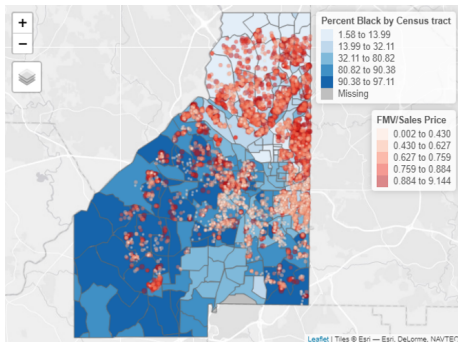 +
−
Percent Black by Census tract
1.58 to 13.99
13.99 to 32.11
32.11 to 80.82
80.82 to 90.38
90.38 to 97.11
Missing
FMV/Sales Price
0.002 to 0.430
0.430 to 0.627
0.627 to 0.759
0.759 to 0.884
0.884 to 9.144
Leaflet | Tiles © Esri — Esri, DeLorme, NAVTEQ